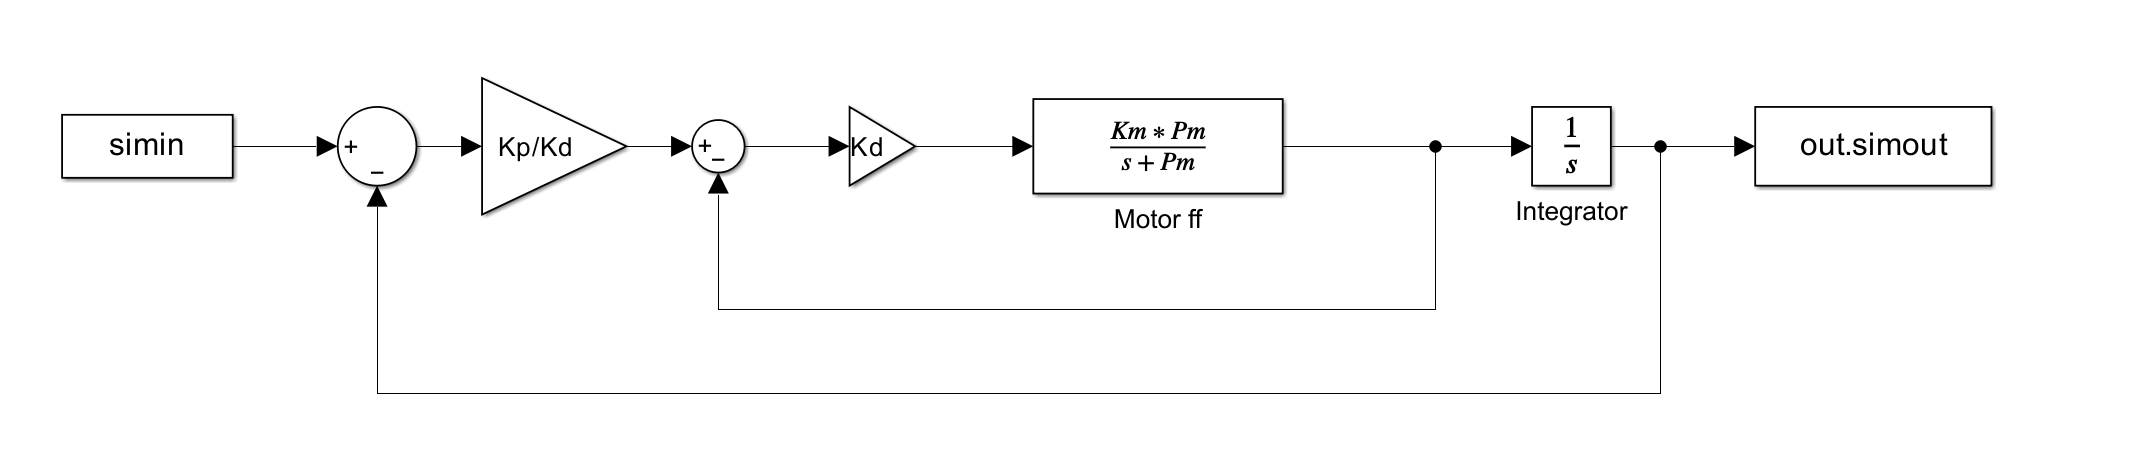 simin
+
−
Kp/Kd
+
−
Kd
Km * Pm
s + Pm
Motor ff
1
s
Integrator
out.simout